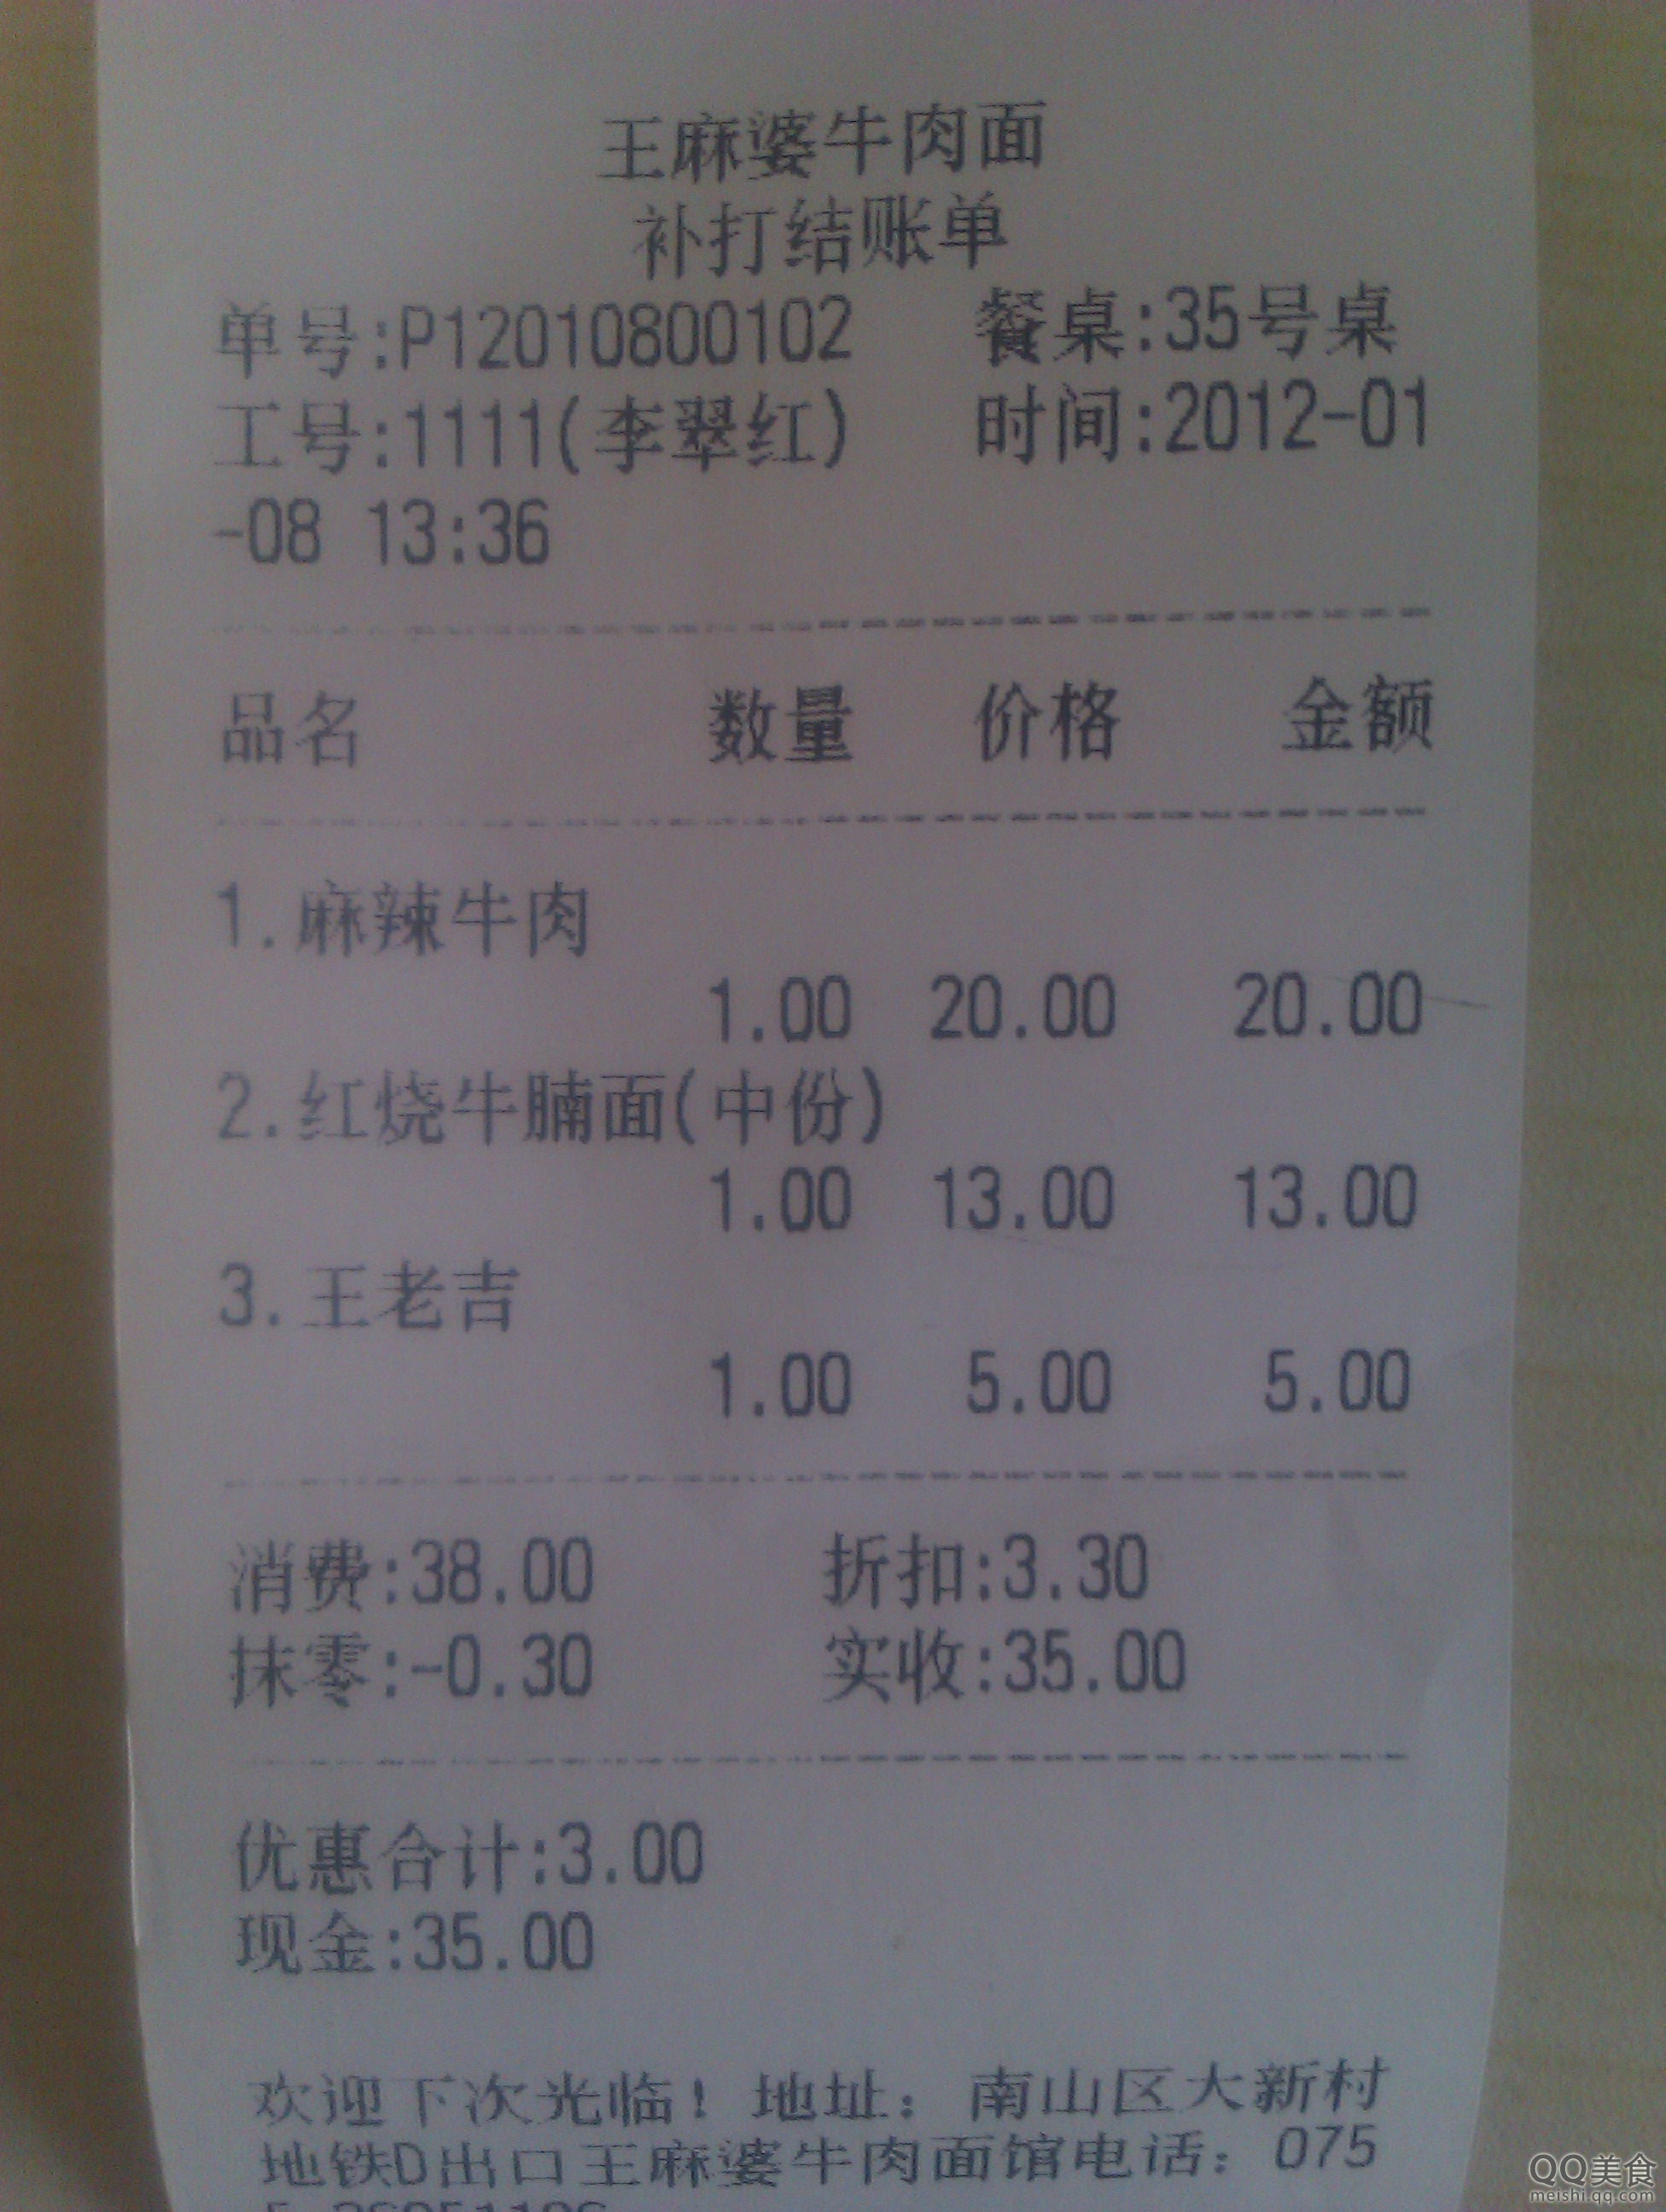 王麻婆牛肉面
补打结账单
单号:P12010800102 餐桌:35号桌
工号:1111(李翠红) 时间:2012-01
-08 13:36
品名 数量 价格 金额
1.麻辣牛肉
1.00 20.00 20.00
2.红烧牛腩面(中份)
1.00 13.00 13.00
3.王老吉
1.00 5.00 5.00
消费:38.00 折扣:3.30
抹零:-0.30 实收:35.00
优惠合计:3.00
现金:35.00
欢迎下次光临! 地址: 南山区大新村
地铁D出口王麻婆牛肉面馆电话: 075
QQ美食
meishi.qq.com